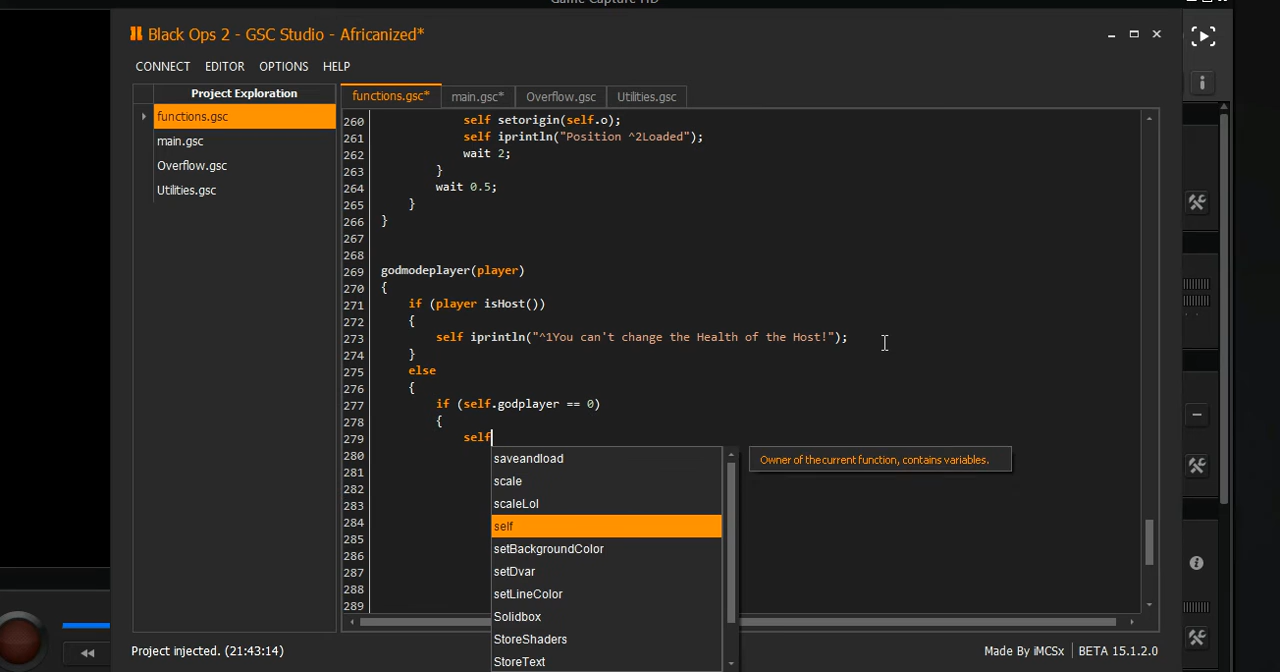 Game Capture HD
Black Ops 2 - GSC Studio - Africanized*
CONNECT EDITOR OPTIONS HELP
Project Exploration
functions.gsc
main.gsc
Overflow.gsc
Utilities.gsc
functions.gsc* main.gsc* Overflow.gsc Utilities.gsc
260 self setorigin(self.o);
261 self iprintln("Position ^2Loaded");
262 wait 2;
263 }
264 wait 0.5;
265 }
266 }
267
268
269 godmodeplayer(player)
270 {
271 if (player isHost())
272 {
273 self iprintln("^1You can't change the Health of the Host!");
274 }
275 else
276 {
277 if (self.godplayer == 0)
278 {
279 self
280
281
282
283
284
285
286
287
288
289
saveandload
scale
scaleLol
self
setBackgroundColor
setDvar
setLineColor
Solidbox
StoreShaders
StoreText
Owner of the current function, contains variables.
Project injected. (21:43:14)
Made By iMCSx
BETA 15.1.2.0